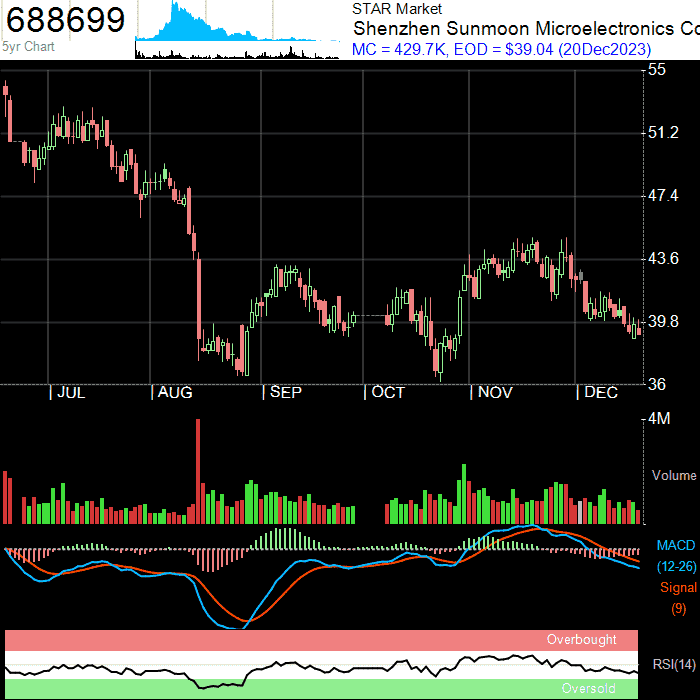 688699
5yr Chart
STAR Market
Shenzhen Sunmoon Microelectronics Co
MC = 429.7K, EOD = $39.04 (20Dec2023)
55
51.2
47.4
43.6
39.8
36
| JUL | AUG | SEP | OCT | NOV | DEC
4M
Volume
MACD
(12-26)
Signal
(9)
Overbought
RSI(14)
Oversold